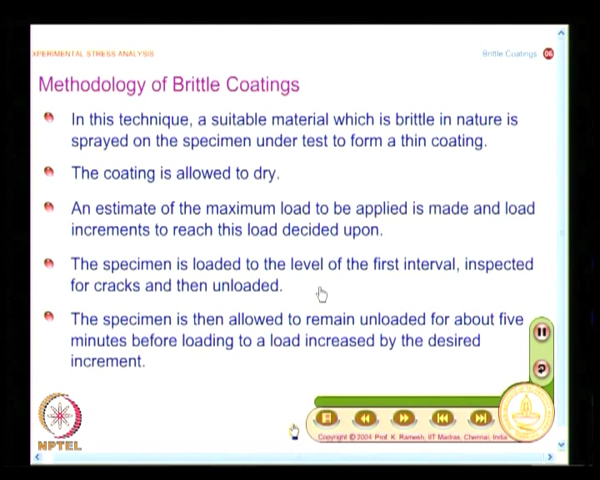 XPERIMENTAL STRESS ANALYSIS
Brittle Coatings 06
Methodology of Brittle Coatings
In this technique, a suitable material which is brittle in nature is
sprayed on the specimen under test to form a thin coating.
The coating is allowed to dry.
An estimate of the maximum load to be applied is made and load
increments to reach this load decided upon.
The specimen is loaded to the level of the first interval, inspected
for cracks and then unloaded.
The specimen is then allowed to remain unloaded for about five
minutes before loading to a load increased by the desired
increment.
NPTEL
Copyright © 2004 Prof. K. Ramesh, IIT Madras, Chennai, India